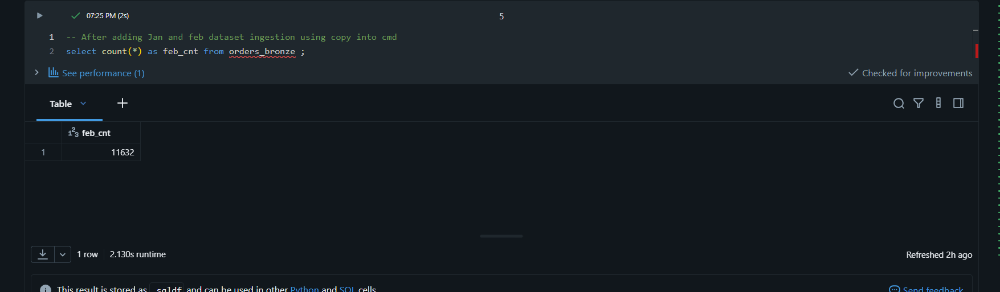 07:25 PM (2s)
5
1 -- After adding Jan and feb dataset ingestion using copy into cmd
2 select count(*) as feb_cnt from orders_bronze ;
See performance (1)
Checked for improvements
Table
feb_cnt
1 11632
1 row
2.130s runtime
Refreshed 2h ago
This result is stored as _sqldf and can be used in other Python and SQL cells.
Send feedback